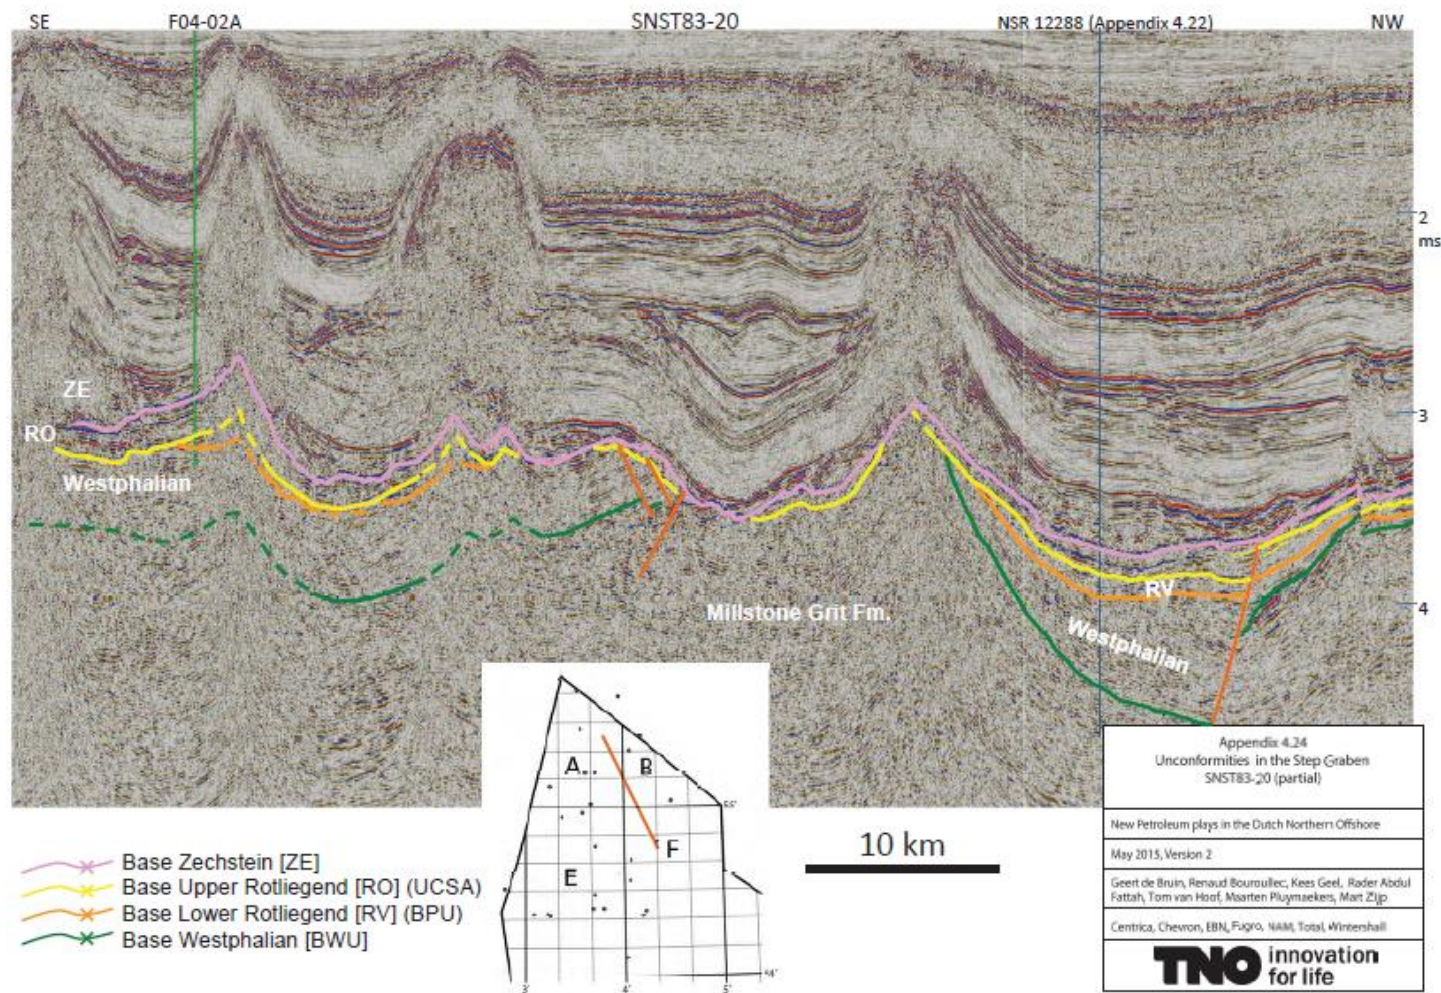 SE F04-02A SNST83-20 NSR 12288 (Appendix 4.22) NW
2
ms
ZE
3
RO
Westphalian
RV
4
Millstone Grit Fm.
Westphalian
A B
F
E
55°
3° 4° 5°
10 km
Base Zechstein [ZE]
Base Upper Rotliegend [RO] (UCSA)
Base Lower Rotliegend [RV] (BPU)
Base Westphalian [BWU]
Appendix 4.24
Unconformities in the Step Graben
SNST83-20 (partial)
New Petroleum plays in the Dutch Northern Offshore
May 2015, Version 2
Geert de Bruin, Renaud Bouroullec, Kees Geel, Rader Abdul
Fattah, Tom van Hoof, Maarten Pluymaekers, Mart Zijp
Centrica, Chevron, EBN, Fugro, NAM, Total, Wintershall
TNO innovation
for life